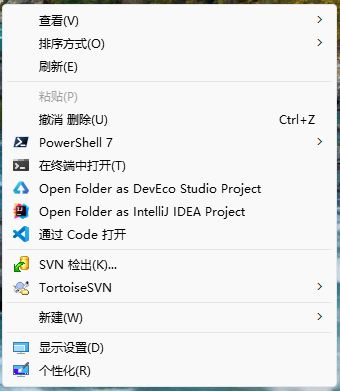 查看(V)
排序方式(O)
刷新(E)
粘贴(P)
撤消 删除(U) Ctrl+Z
PowerShell 7
在终端中打开(T)
Open Folder as DevEco Studio Project
Open Folder as IntelliJ IDEA Project
通过 Code 打开
SVN 检出(K)...
TortoiseSVN
新建(W)
显示设置(D)
个性化(R)